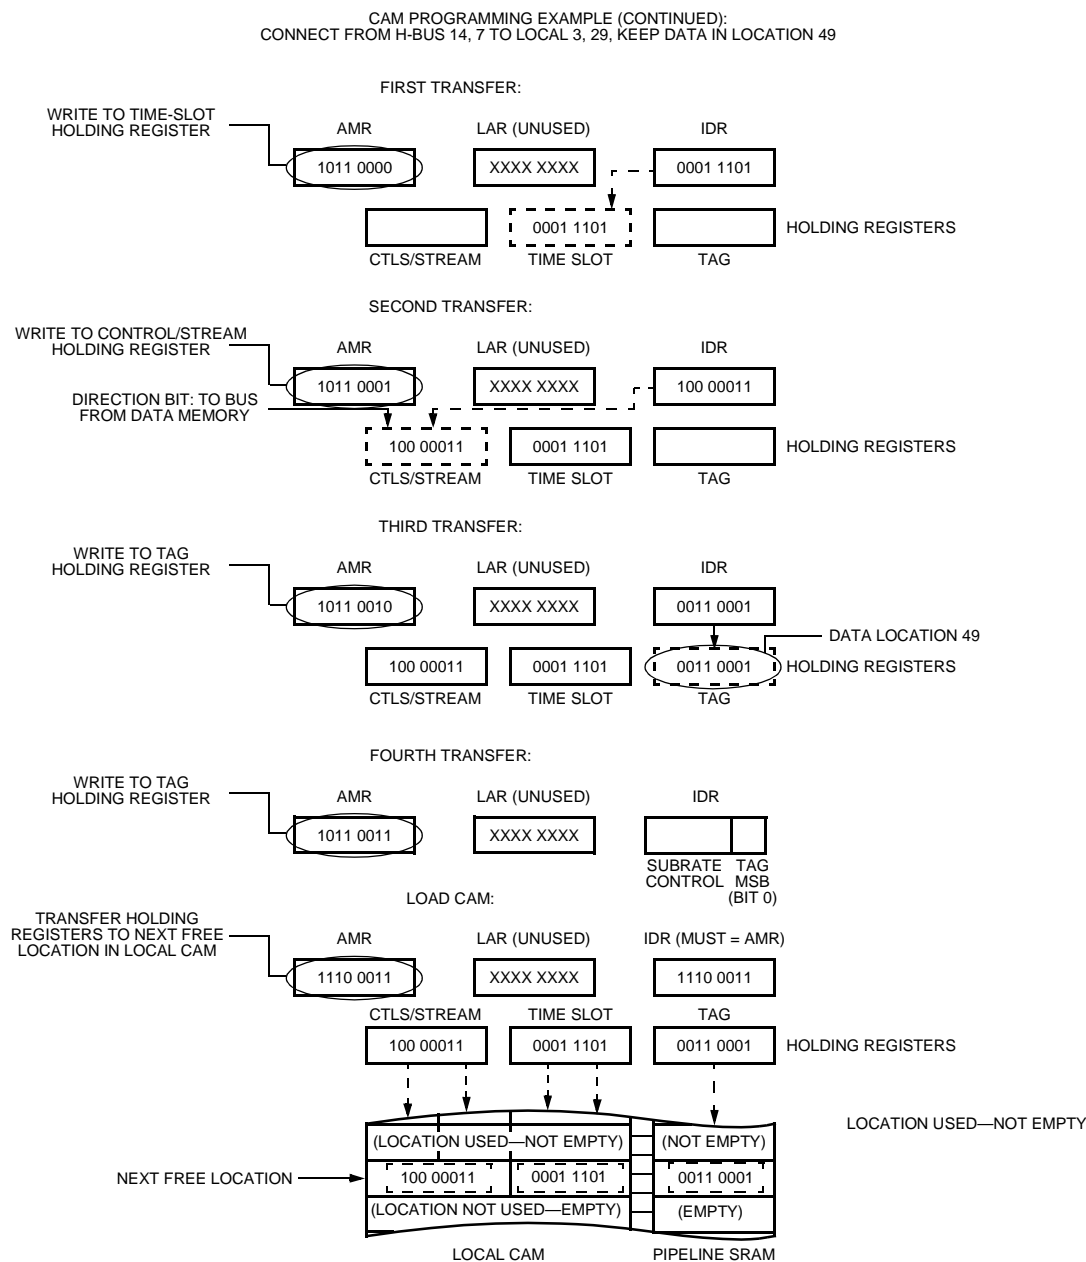 CAM PROGRAMMING EXAMPLE (CONTINUED):
CONNECT FROM H-BUS 14, 7 TO LOCAL 3, 29, KEEP DATA IN LOCATION 49
FIRST TRANSFER:
WRITE TO TIME-SLOT
HOLDING REGISTER
AMR LAR (UNUSED) IDR
1011 0000 XXXX XXXX 0001 1101
0001 1101 HOLDING REGISTERS
CTLS/STREAM TIME SLOT TAG
SECOND TRANSFER:
WRITE TO CONTROL/STREAM
HOLDING REGISTER
AMR LAR (UNUSED) IDR
1011 0001 XXXX XXXX 100 00011
DIRECTION BIT: TO BUS
FROM DATA MEMORY
100 00011 0001 1101 HOLDING REGISTERS
CTLS/STREAM TIME SLOT TAG
THIRD TRANSFER:
WRITE TO TAG
HOLDING REGISTER
AMR LAR (UNUSED) IDR
1011 0010 XXXX XXXX 0011 0001
DATA LOCATION 49
100 00011 0001 1101 0011 0001 HOLDING REGISTERS
CTLS/STREAM TIME SLOT TAG
FOURTH TRANSFER:
WRITE TO TAG
HOLDING REGISTER
AMR LAR (UNUSED) IDR
1011 0011 XXXX XXXX
SUBRATE TAG
CONTROL MSB
(BIT 0)
LOAD CAM:
TRANSFER HOLDING
REGISTERS TO NEXT FREE
LOCATION IN LOCAL CAM
AMR LAR (UNUSED) IDR (MUST = AMR)
1110 0011 XXXX XXXX 1110 0011
CTLS/STREAM TIME SLOT TAG
100 00011 0001 1101 0011 0001 HOLDING REGISTERS
LOCATION USED—NOT EMPTY
(LOCATION USED—NOT EMPTY) (NOT EMPTY)
NEXT FREE LOCATION 100 00011 0001 1101 0011 0001
(LOCATION NOT USED—EMPTY) (EMPTY)
LOCAL CAM PIPELINE SRAM